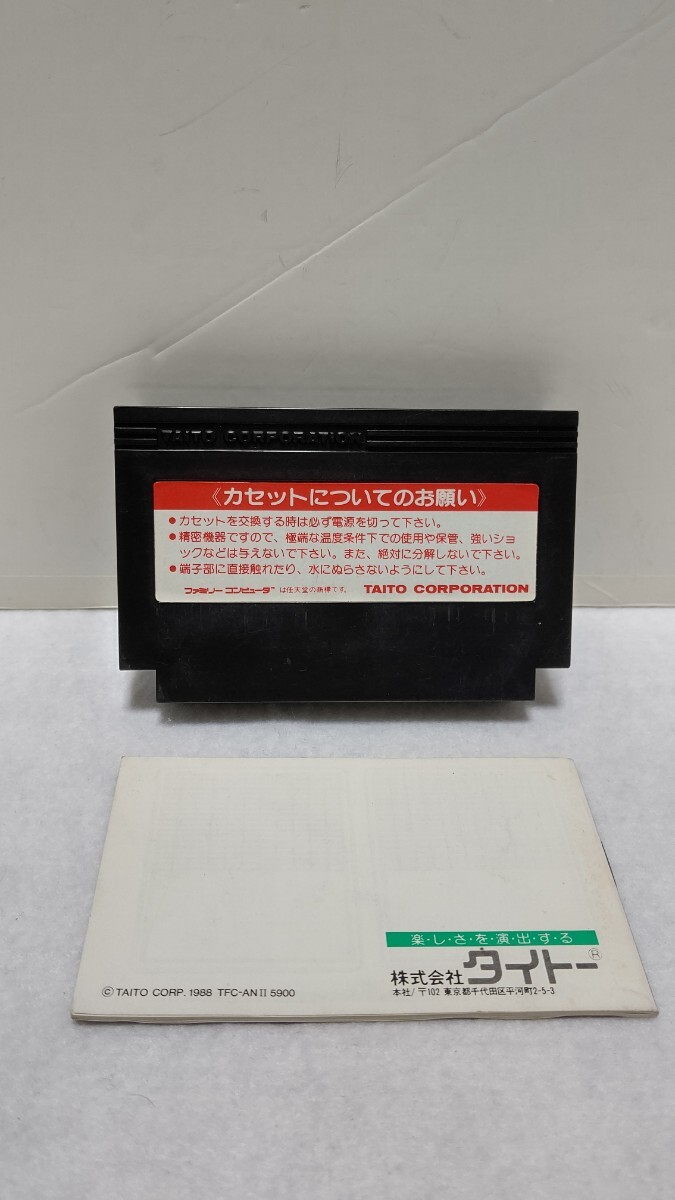 TAITO CORPORATION
《カセットについてのお願い》
●カセットを交換する時は必ず電源を切って下さい。
●精密機器ですので、極端な温度条件下での使用や保管、強いショ
ックなどは与えないで下さい。また、絶対に分解しないで下さい。
●端子部に直接触れたり、水にぬらさないようにして下さい。
ファミリーコンピュータ™は任天堂の商標です。 TAITO CORPORATION
楽・し・さ・を・演・出・す・る
株式会社タイトー®
本社/〒102 東京都千代田区平河町2-5-3
©TAITO CORP. 1988 TFC-ANⅡ5900